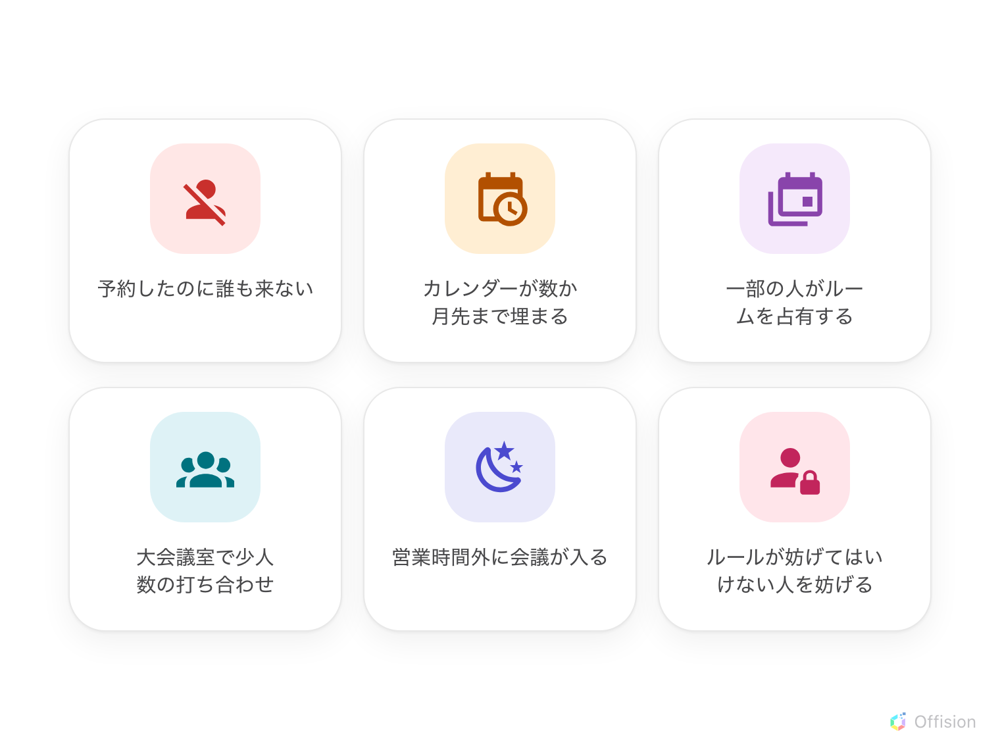 予約したのに誰も来ない
カレンダーが数か
月先まで埋まる
一部の人がルー
ムを占有する
大会議室で少人
数の打ち合わせ
営業時間外に会議が入る
ルールが妨げてはい
けない人を妨げる
Offision